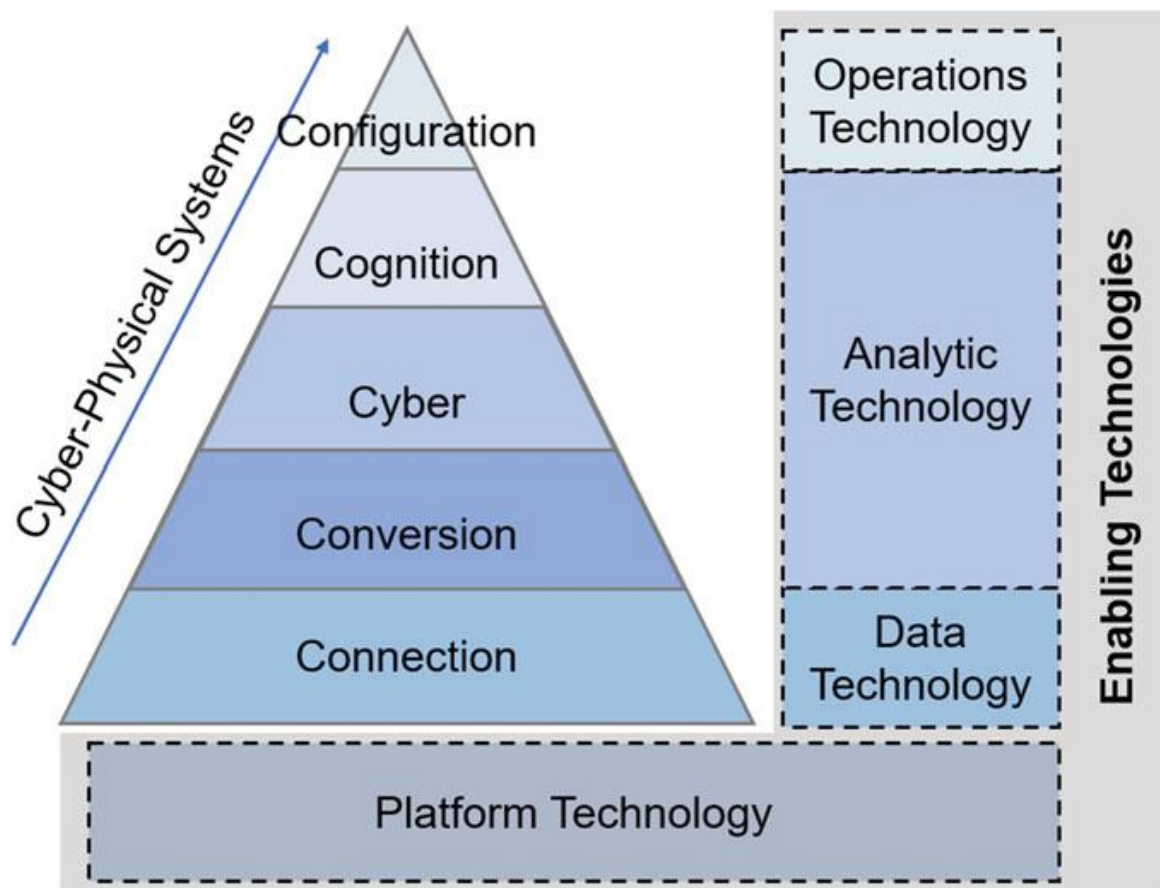 Cyber-Physical Systems
Configuration
Cognition
Cyber
Conversion
Connection
Operations
Technology
Analytic
Technology
Data
Technology
Enabling Technologies
Platform Technology